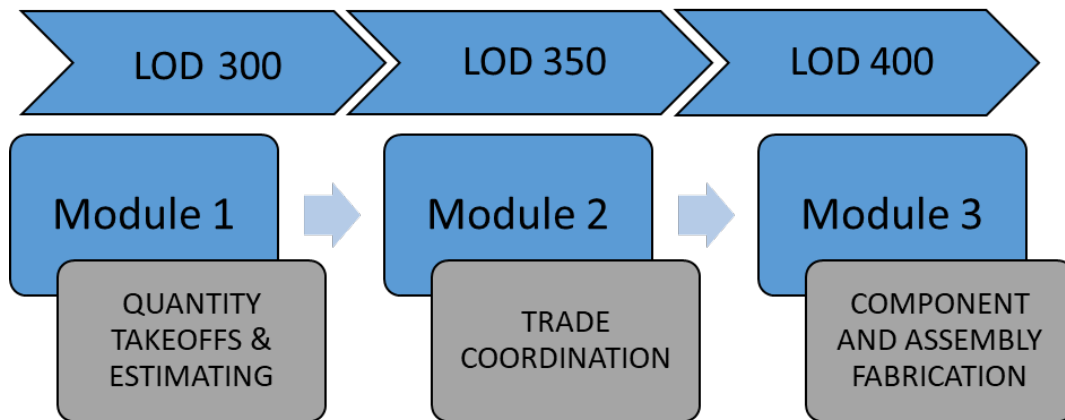 LOD 300
LOD 350
LOD 400
Module 1
Module 2
Module 3
QUANTITY
TAKEOFFS &
ESTIMATING
TRADE
COORDINATION
COMPONENT
AND ASSEMBLY
FABRICATION